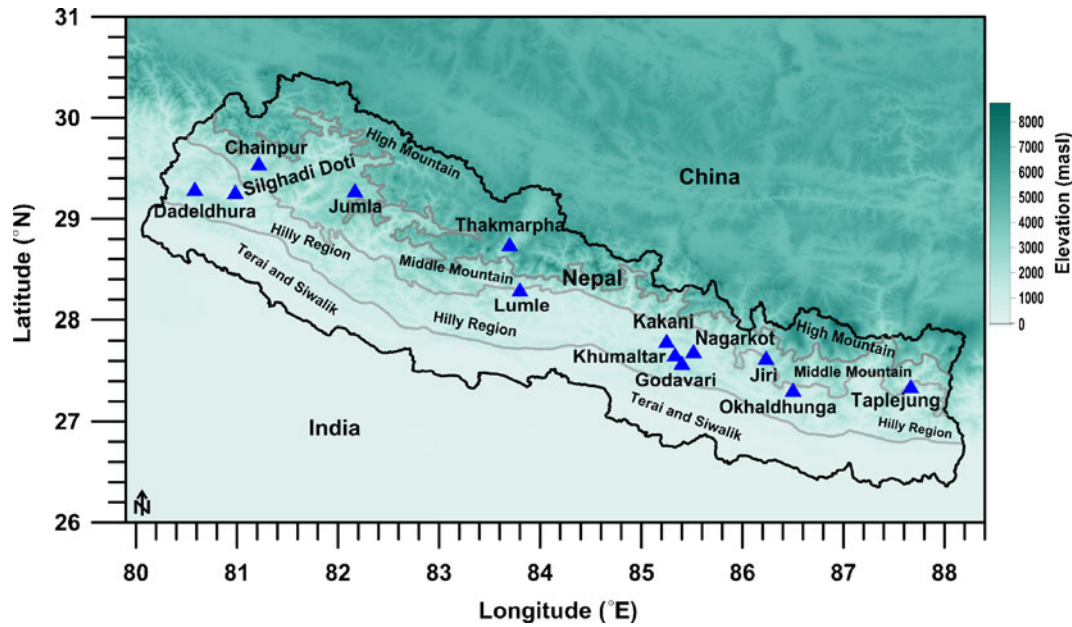 31
30
29
28
27
26
Latitude (°N)
80
81
82
83
84
85
86
87
88
Longitude (°E)
8000
7000
6000
5000
4000
3000
2000
1000
0
Elevation (masl)
High Mountain
Chainpur
Silghadi Doti
China
Dadeldhura
Jumla
Thakmarpha
Hilly Region
Middle Mountain
Nepal
Terai and Siwalik
Lumle
Hilly Region
Kakani
Nagarkot
High Mountain
Khumaltar
Jiri
Middle Mountain
Godavari
Okhaldhunga
Taplejung
Terai and Siwalik
Hilly Region
India
N